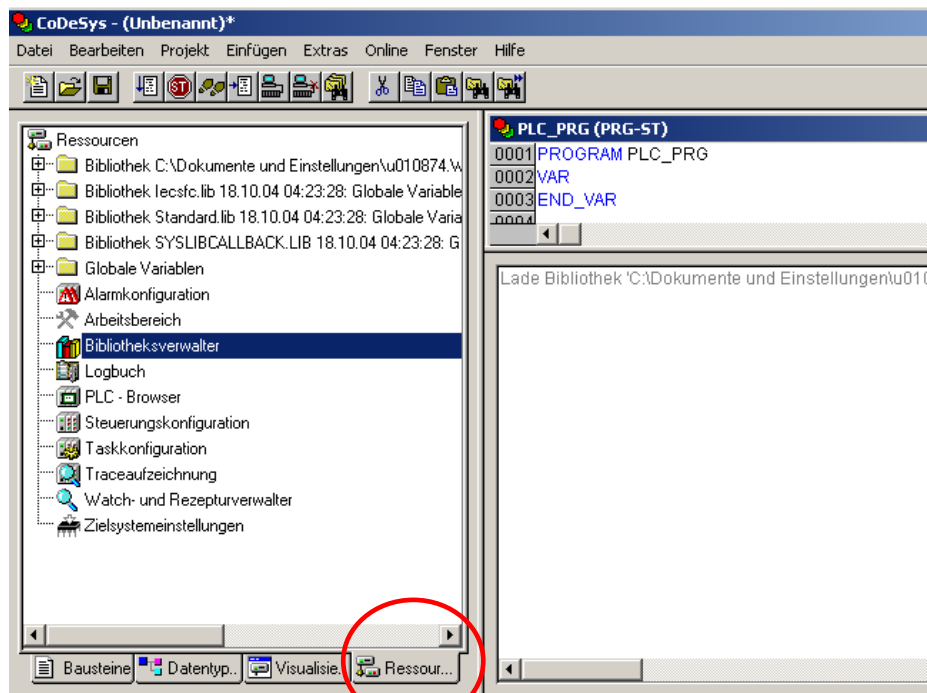 CoDeSys - (Unbenannt)*
Datei Bearbeiten Projekt Einfügen Extras Online Fenster Hilfe
ST
Ressourcen
Bibliothek C:\Dokumente und Einstellungen\u010874.W
Bibliothek Iecsfc.lib 18.10.04 04:23:28: Globale Variable
Bibliothek Standard.lib 18.10.04 04:23:28: Globale Varia
Bibliothek SYSLIBCALLBACK.LIB 18.10.04 04:23:28: G
Globale Variablen
Alarmkonfiguration
Arbeitsbereich
Bibliotheksverwalter
Logbuch
PLC - Browser
Steuerungskonfiguration
Taskkonfiguration
Traceaufzeichnung
Watch- und Rezepturverwalter
Zielsystemeinstellungen
Bausteine Datentyp.. Visualisie. Ressour...
PLC_PRG (PRG-ST)
0001 PROGRAM PLC_PRG
0002 VAR
0003 END_VAR
0004
Lade Bibliothek 'C:\Dokumente und Einstellungen\u010